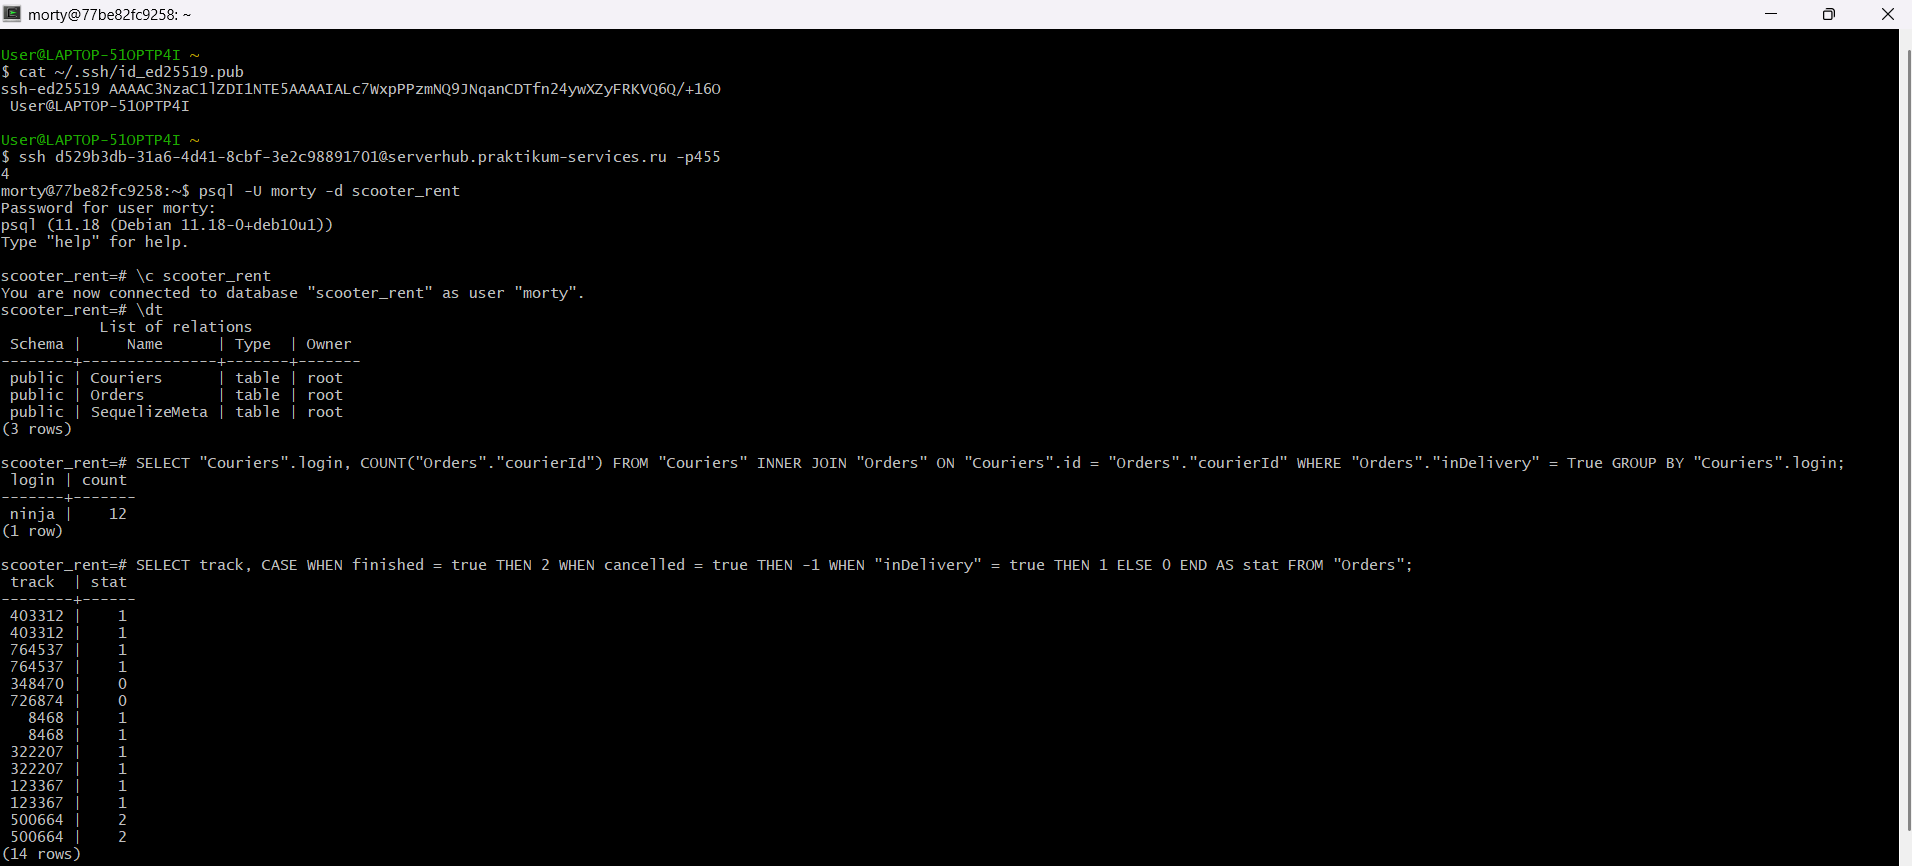 morty@77be82fc9258: ~
User@LAPTOP-51OPTP4I ~
$ cat ~/.ssh/id_ed25519.pub
ssh-ed25519 AAAAC3NzaC1lZDI1NTE5AAAAIALc7WxpPPzmNQ9JNqanCDTfn24ywXZyFRKVQ6Q/+16O
 User@LAPTOP-51OPTP4I
User@LAPTOP-51OPTP4I ~
$ ssh d529b3db-31a6-4d41-8cbf-3e2c98891701@serverhub.praktikum-services.ru -p455
4
morty@77be82fc9258:~$ psql -U morty -d scooter_rent
Password for user morty:
psql (11.18 (Debian 11.18-0+deb10u1))
Type "help" for help.
scooter_rent=# \c scooter_rent
You are now connected to database "scooter_rent" as user "morty".
scooter_rent=# \dt
           List of relations
 Schema |     Name      | Type  | Owner
--------+---------------+-------+-------
 public | Couriers      | table | root
 public | Orders        | table | root
 public | SequelizeMeta | table | root
(3 rows)
scooter_rent=# SELECT "Couriers".login, COUNT("Orders"."courierId") FROM "Couriers" INNER JOIN "Orders" ON "Couriers".id = "Orders"."courierId" WHERE "Orders"."inDelivery" = True GROUP BY "Couriers".login;
 login | count
-------+-------
 ninja |    12
(1 row)
scooter_rent=# SELECT track, CASE WHEN finished = true THEN 2 WHEN cancelled = true THEN -1 WHEN "inDelivery" = true THEN 1 ELSE 0 END AS stat FROM "Orders";
 track  | stat
--------+------
 403312 |    1
 403312 |    1
 764537 |    1
 764537 |    1
 348470 |    0
 726874 |    0
   8468 |    1
   8468 |    1
 322207 |    1
 322207 |    1
 123367 |    1
 123367 |    1
 500664 |    2
 500664 |    2
(14 rows)